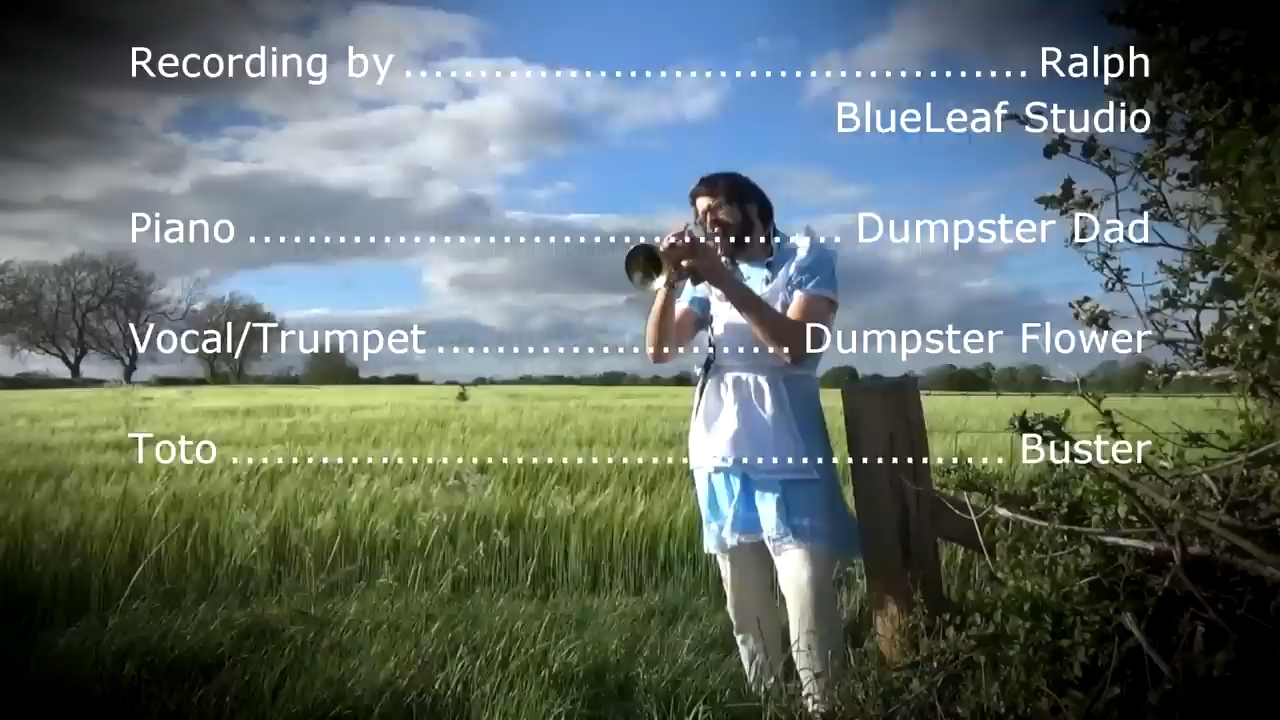 Recording by ........................................... Ralph
BlueLeaf Studio
Piano ......................................... Dumpster Dad
Vocal/Trumpet ........................ Dumpster Flower
Toto ..................................................... Buster